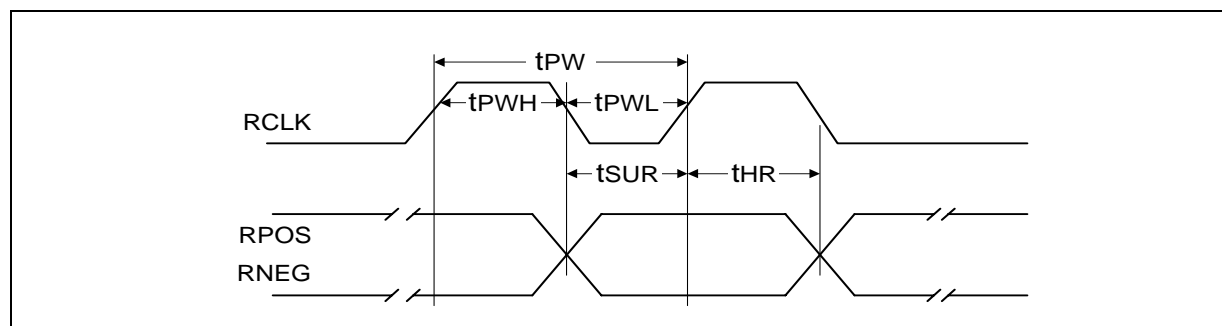 tPW
tPWH
tPWL
RCLK
tSUR
tHR
RPOS
RNEG